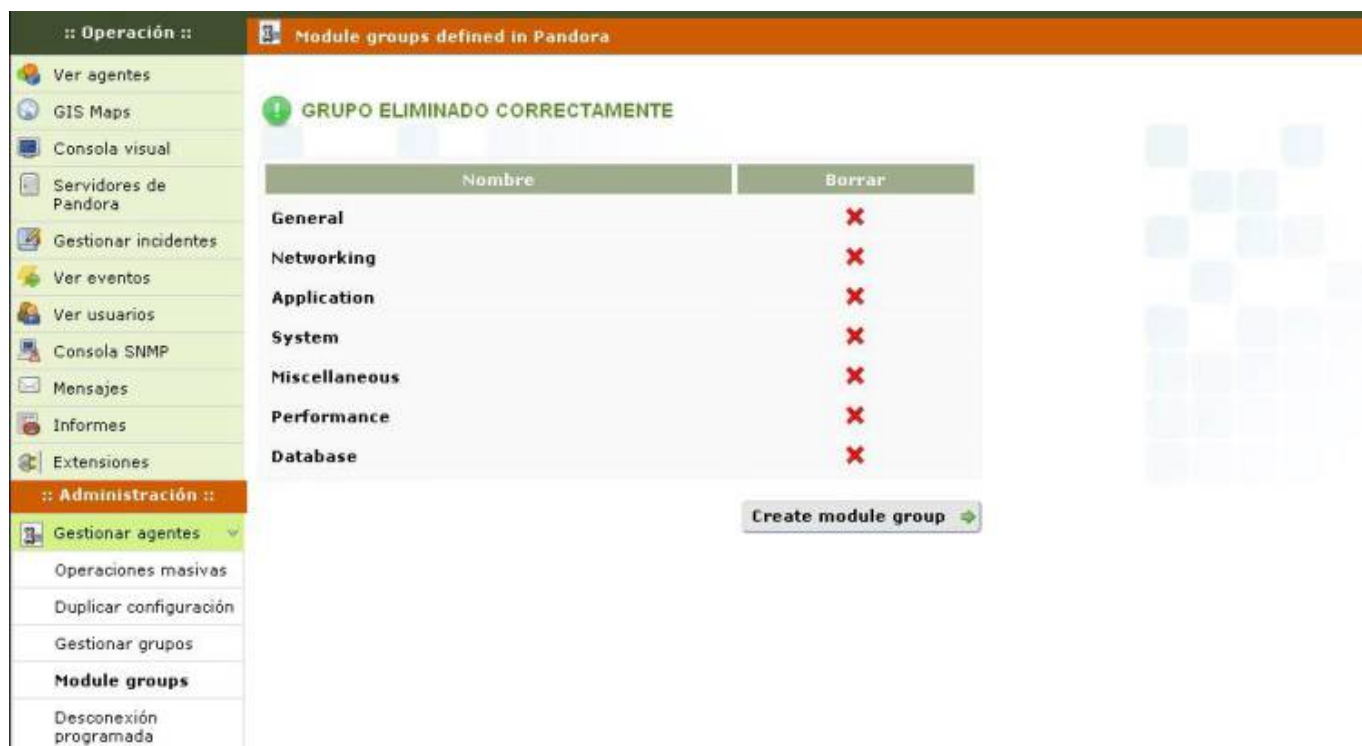 :: Operación ::
Module groups defined in Pandora
Ver agentes
GIS Maps
Consola visual
Servidores de
Pandora
Gestionar incidentes
Ver eventos
Ver usuarios
Consola SNMP
Mensajes
Informes
Extensiones
:: Administración ::
Gestionar agentes
Operaciones masivas
Duplicar configuración
Gestionar grupos
Module groups
Desconexión
programada
GRUPO ELIMINADO CORRECTAMENTE
Nombre Borrar
General
Networking
Application
System
Miscellaneous
Performance
Database
Create module group